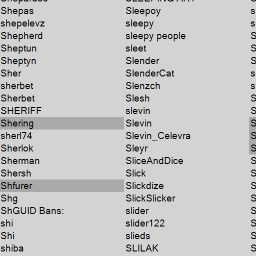 Shepas
shepelevz
Shepherd
Sheptun
Sheptyn
Sher
sherbet
Sherbet
SHERIFF
Shering
sherl74
Sherlok
Sherman
Shersh
Shfurer
Shg
ShGUID Bans:
shi
Shi
shiba
Sleepoy
sleepy
sleepy people
sleet
Slender
SlenderCat
Slenzch
Slesh
slevin
Slevin
Slevin_Celevra
Sleyr
SliceAndDice
Slick
Slickdize
SlickSlicker
slider
slider122
slieds
SLILAK